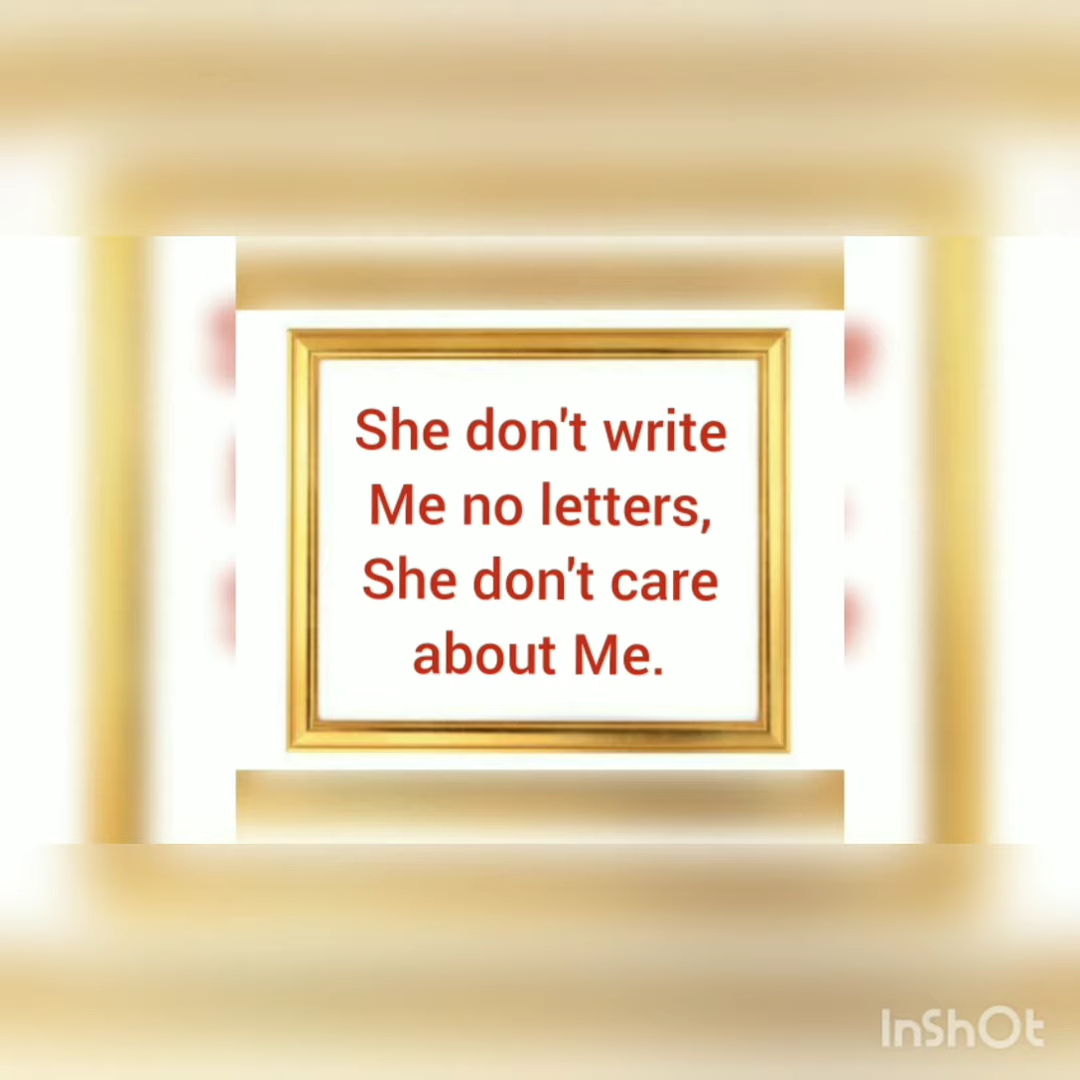 She don't write
Me no letters,
She don't care
about Me.
InShOt